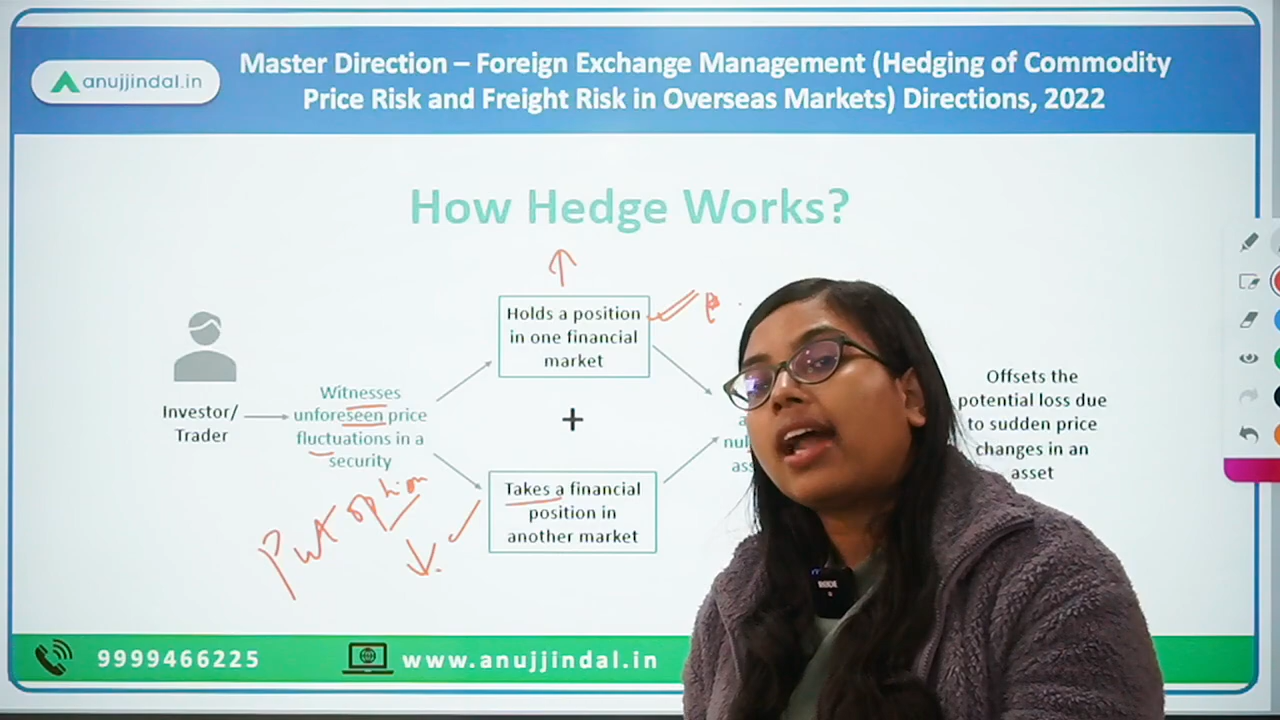 anujjindal.in
Master Direction – Foreign Exchange Management (Hedging of Commodity
Price Risk and Freight Risk in Overseas Markets) Directions, 2022
How Hedge Works?
Investor/
Trader
Witnesses
unforeseen price
fluctuations in a
security
Put option
Holds a position
in one financial
market
+
Takes a financial
position in
another market
Offsets the
potential loss due
to sudden price
changes in an
asset
RODE
9999466225
www.anujjindal.in